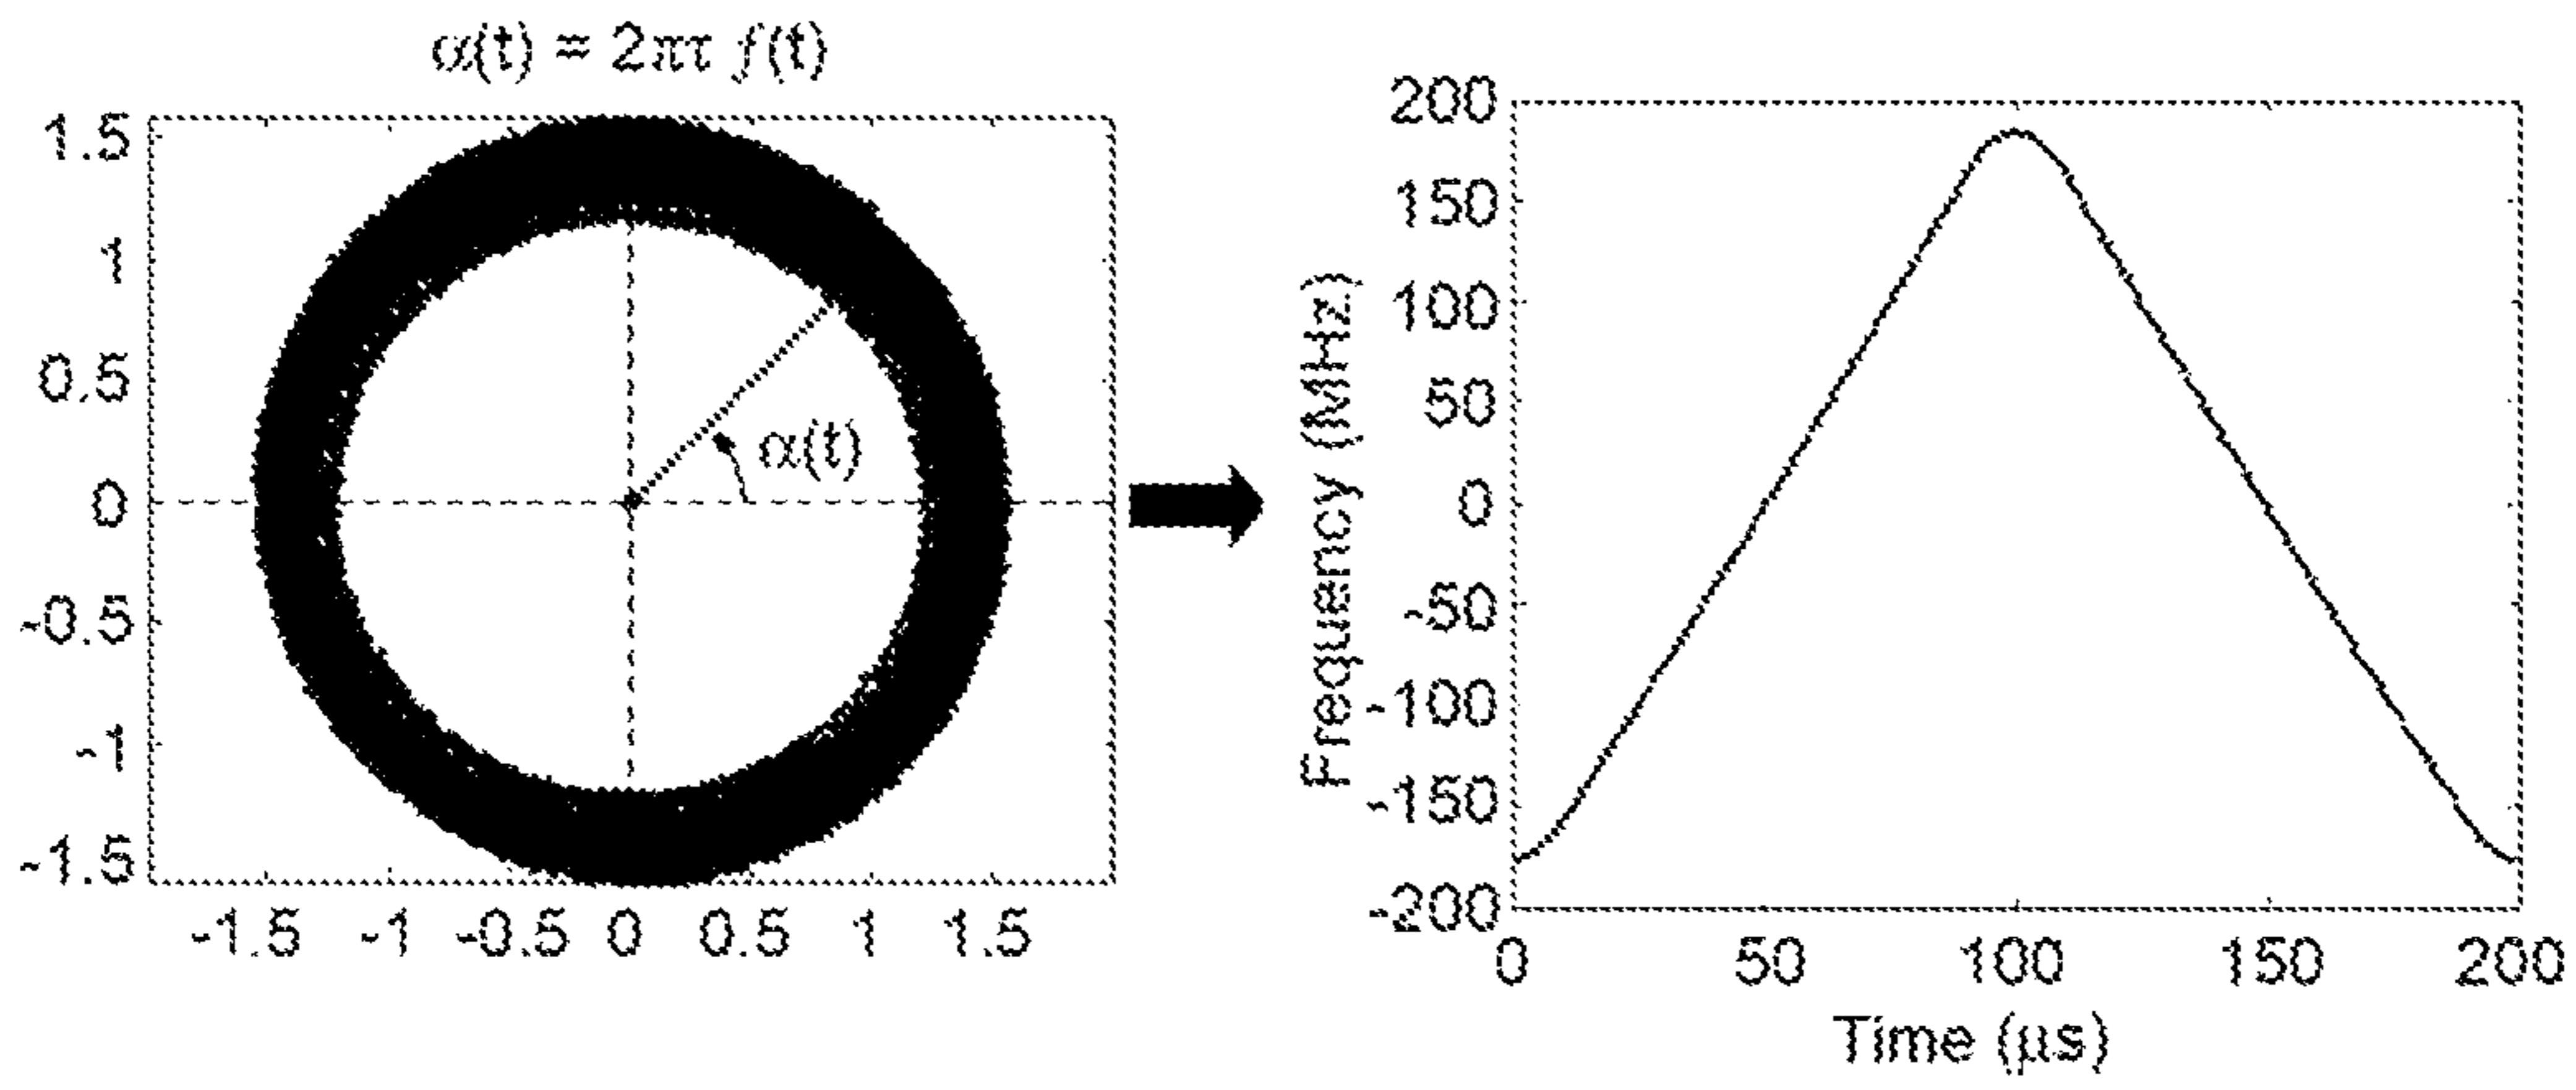 α(t) = 2πτ f(t)
1.5
1
0.5
0
-0.5
-1
-1.5
-1.5 -1 -0.5 0 0.5 1 1.5
α(t)
Frequency (MHz)
200
150
100
50
0
-50
-100
-150
-200
0 50 100 150 200
Time (μs)